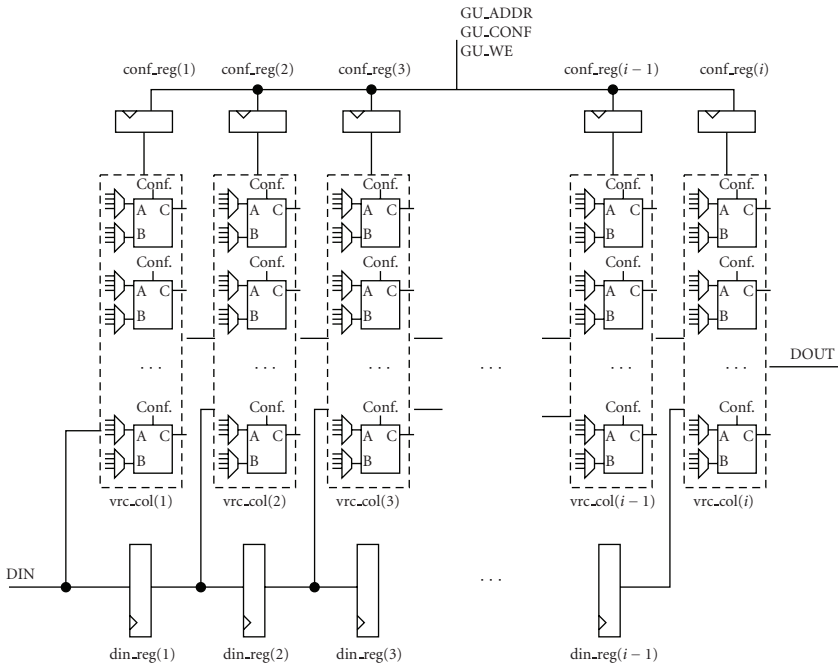 GU_ADDR
GU_CONF
GU_WE
conf_reg(1) conf_reg(2) conf_reg(3) conf_reg(i − 1) conf_reg(i)
Conf. Conf. Conf. Conf. Conf.
A C A C A C A C A C
B B B B B
Conf. Conf. Conf. Conf. Conf.
A C A C A C A C A C
B B B B B
. . . . . . . . . . . . . . . . . . DOUT
Conf. Conf. Conf. Conf. Conf.
A C A C A C A C A C
B B B B B
vrc_col(1) vrc_col(2) vrc_col(3) vrc_col(i − 1) vrc_col(i)
DIN . . .
din_reg(1) din_reg(2) din_reg(3) din_reg(i − 1)